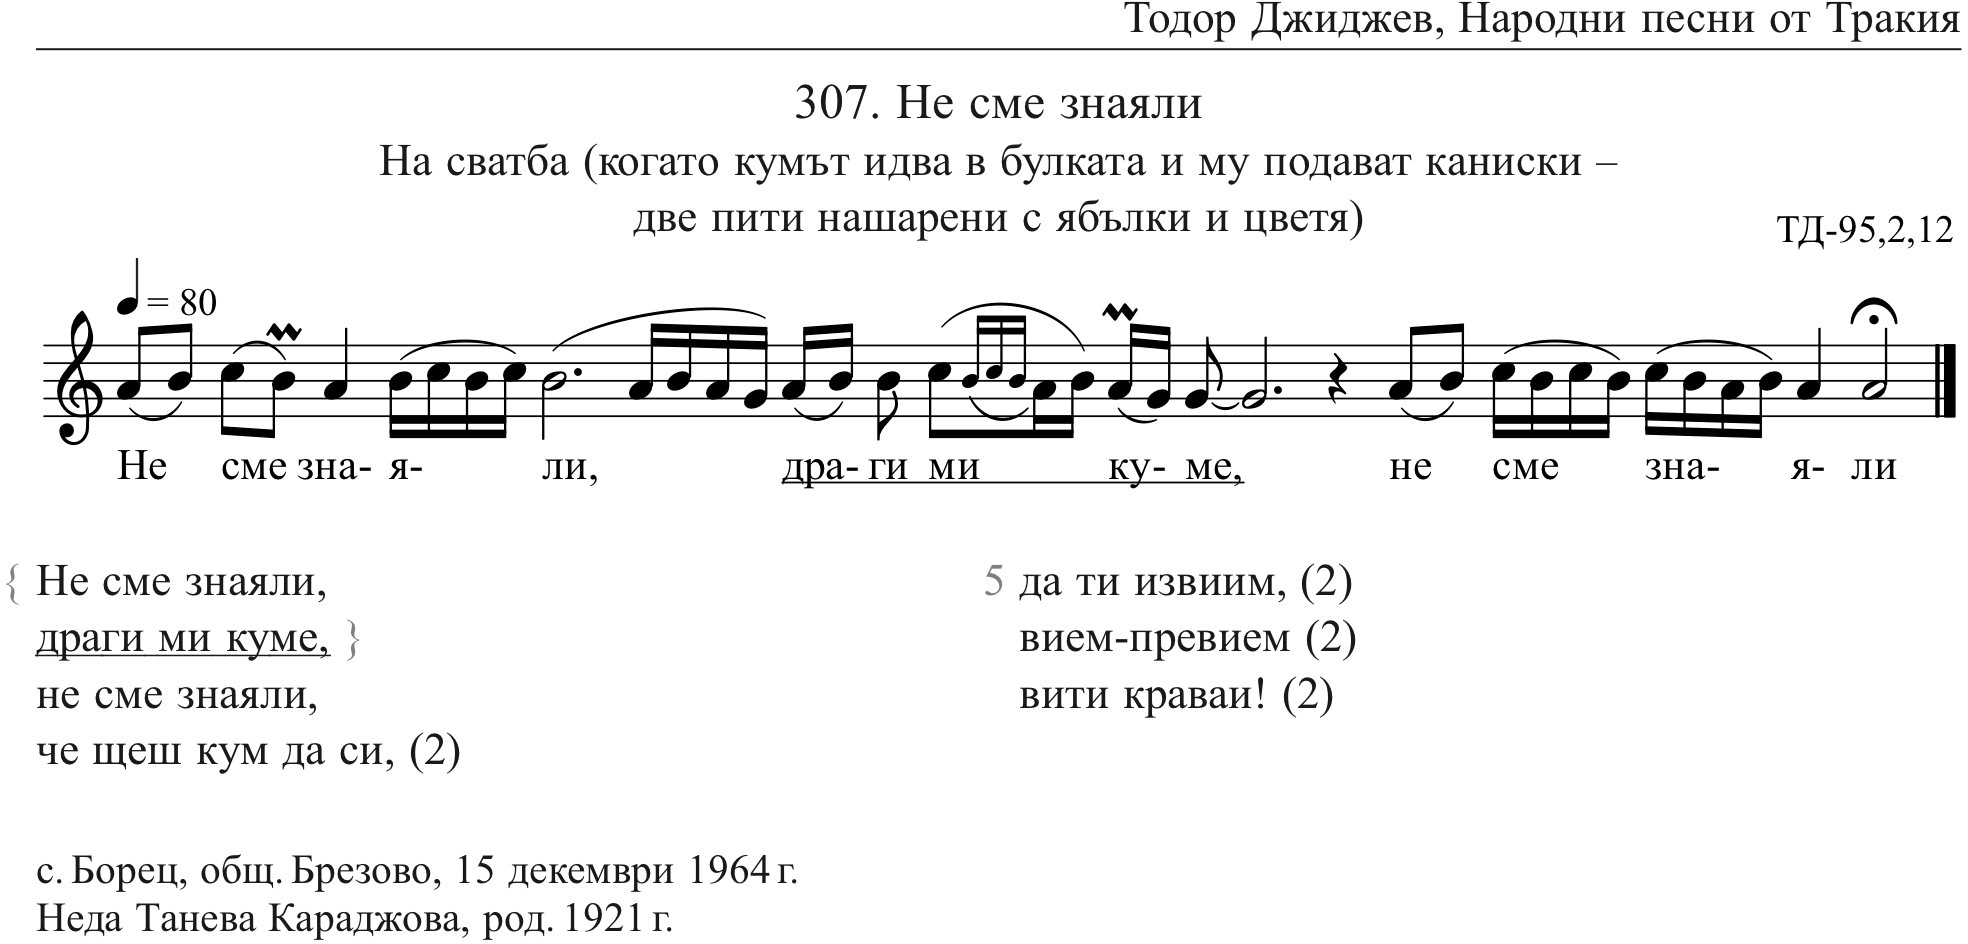 Тодор Джиджев, Народни песни от Тракия
307. Не сме знаяли
На сватба (когато кумът идва в булката и му подават каниски –
две пити нашарени с ябълки и цветя)
ТД-95,2,12
= 80
Не сме зна- я- ли, дра- ги ми ку- ме, не сме зна- я- ли
{ Не сме знаяли,
драги ми куме, }
не сме знаяли,
че щеш кум да си, (2)
5 да ти извиим, (2)
вием-превием (2)
вити краваи! (2)
с. Борец, общ. Брезово, 15 декември 1964 г.
Неда Танева Караджова, род. 1921 г.